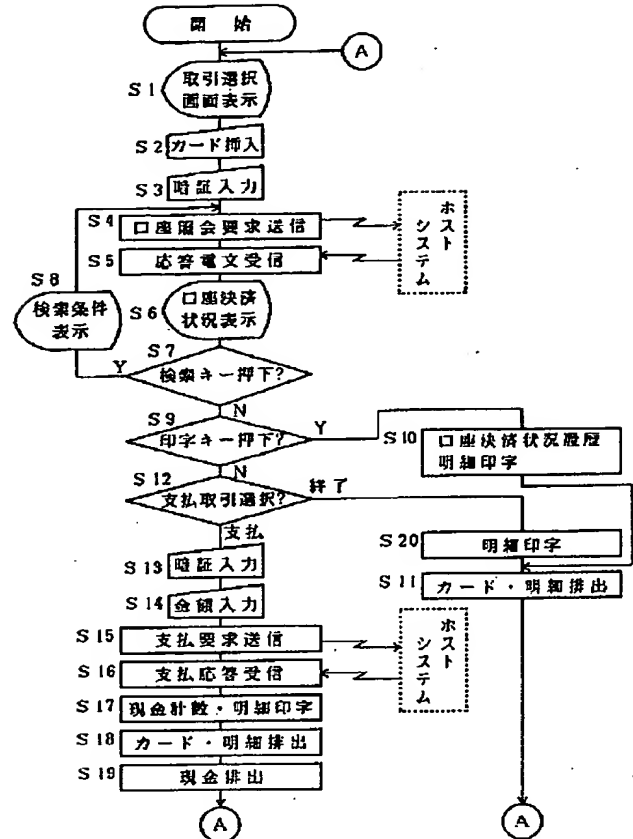 開始
A
S1
取引選択
画面表示
S2
カード挿入
S3
暗証入力
S4
口座照会要求送信
ホスト
システム
S5
応答電文受信
S8
検索条件
表示
S6
口座決済
状況表示
S7
Y
検索キー押下?
N
S9
印字キー押下?
Y
S10
口座決済状況履歴
明細印字
S12
N
支払取引選択?
終了
支払
S20
明細印字
S13
暗証入力
S11
カード・明細排出
S14
金額入力
S15
支払要求送信
ホスト
システム
S16
支払応答受信
S17
現金計数・明細印字
S18
カード・明細排出
S19
現金排出
A
A